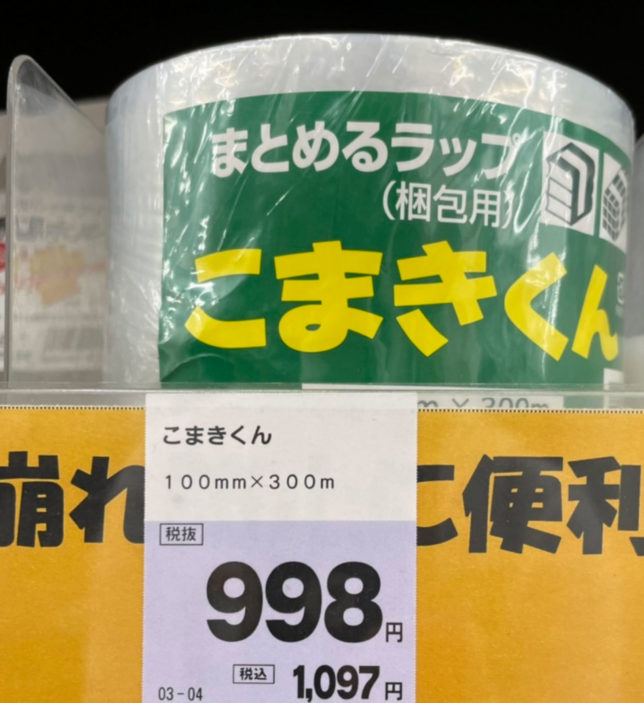 まとめるラップ
(梱包用)
こまきくん
m × 300m
こまきくん
100mm×300m
崩れ
に便利
税抜
998円
税込 1,097円
03-04